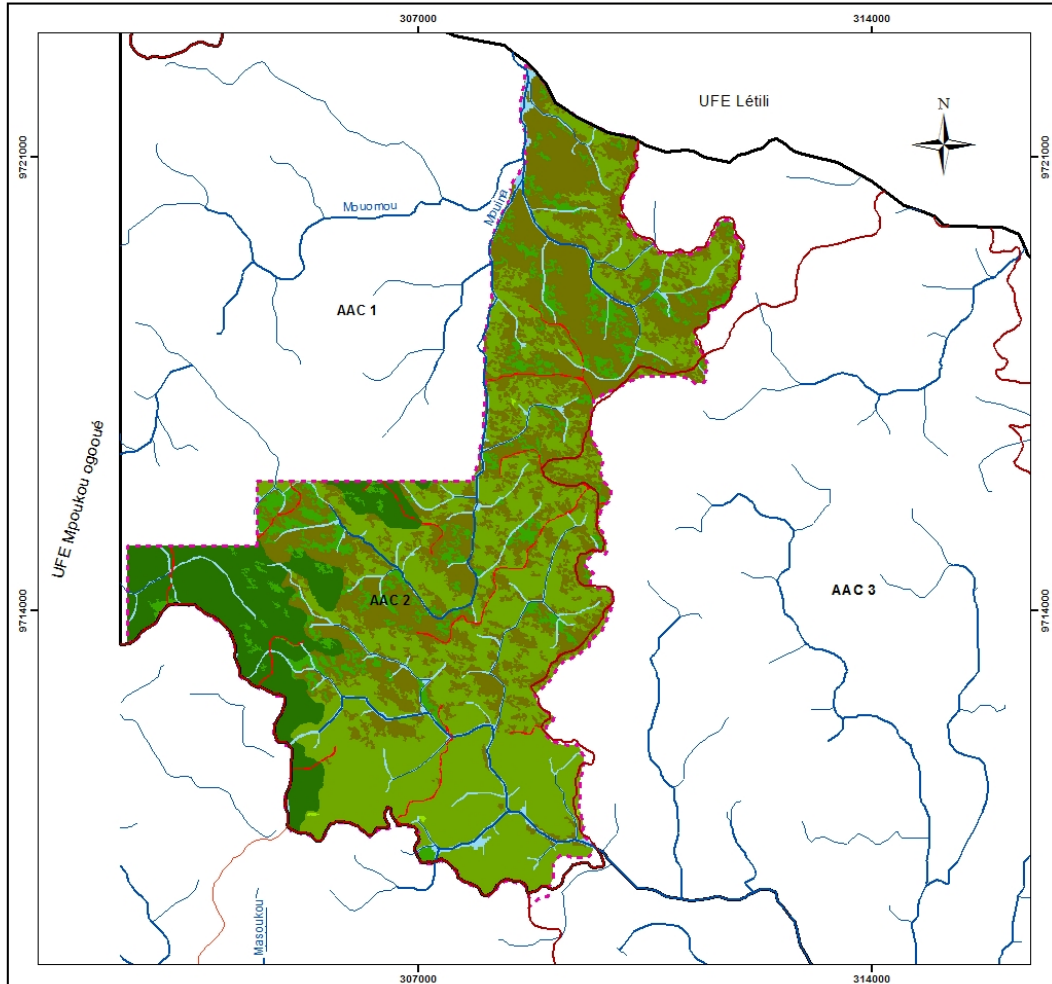 307000
314000
UFE Létili
N
9721000
9721000
Mouomou
Mouina
AAC 1
UFE Mpoukou ogooué
AAC 2
AAC 3
9714000
9714000
Masoukou
307000
314000